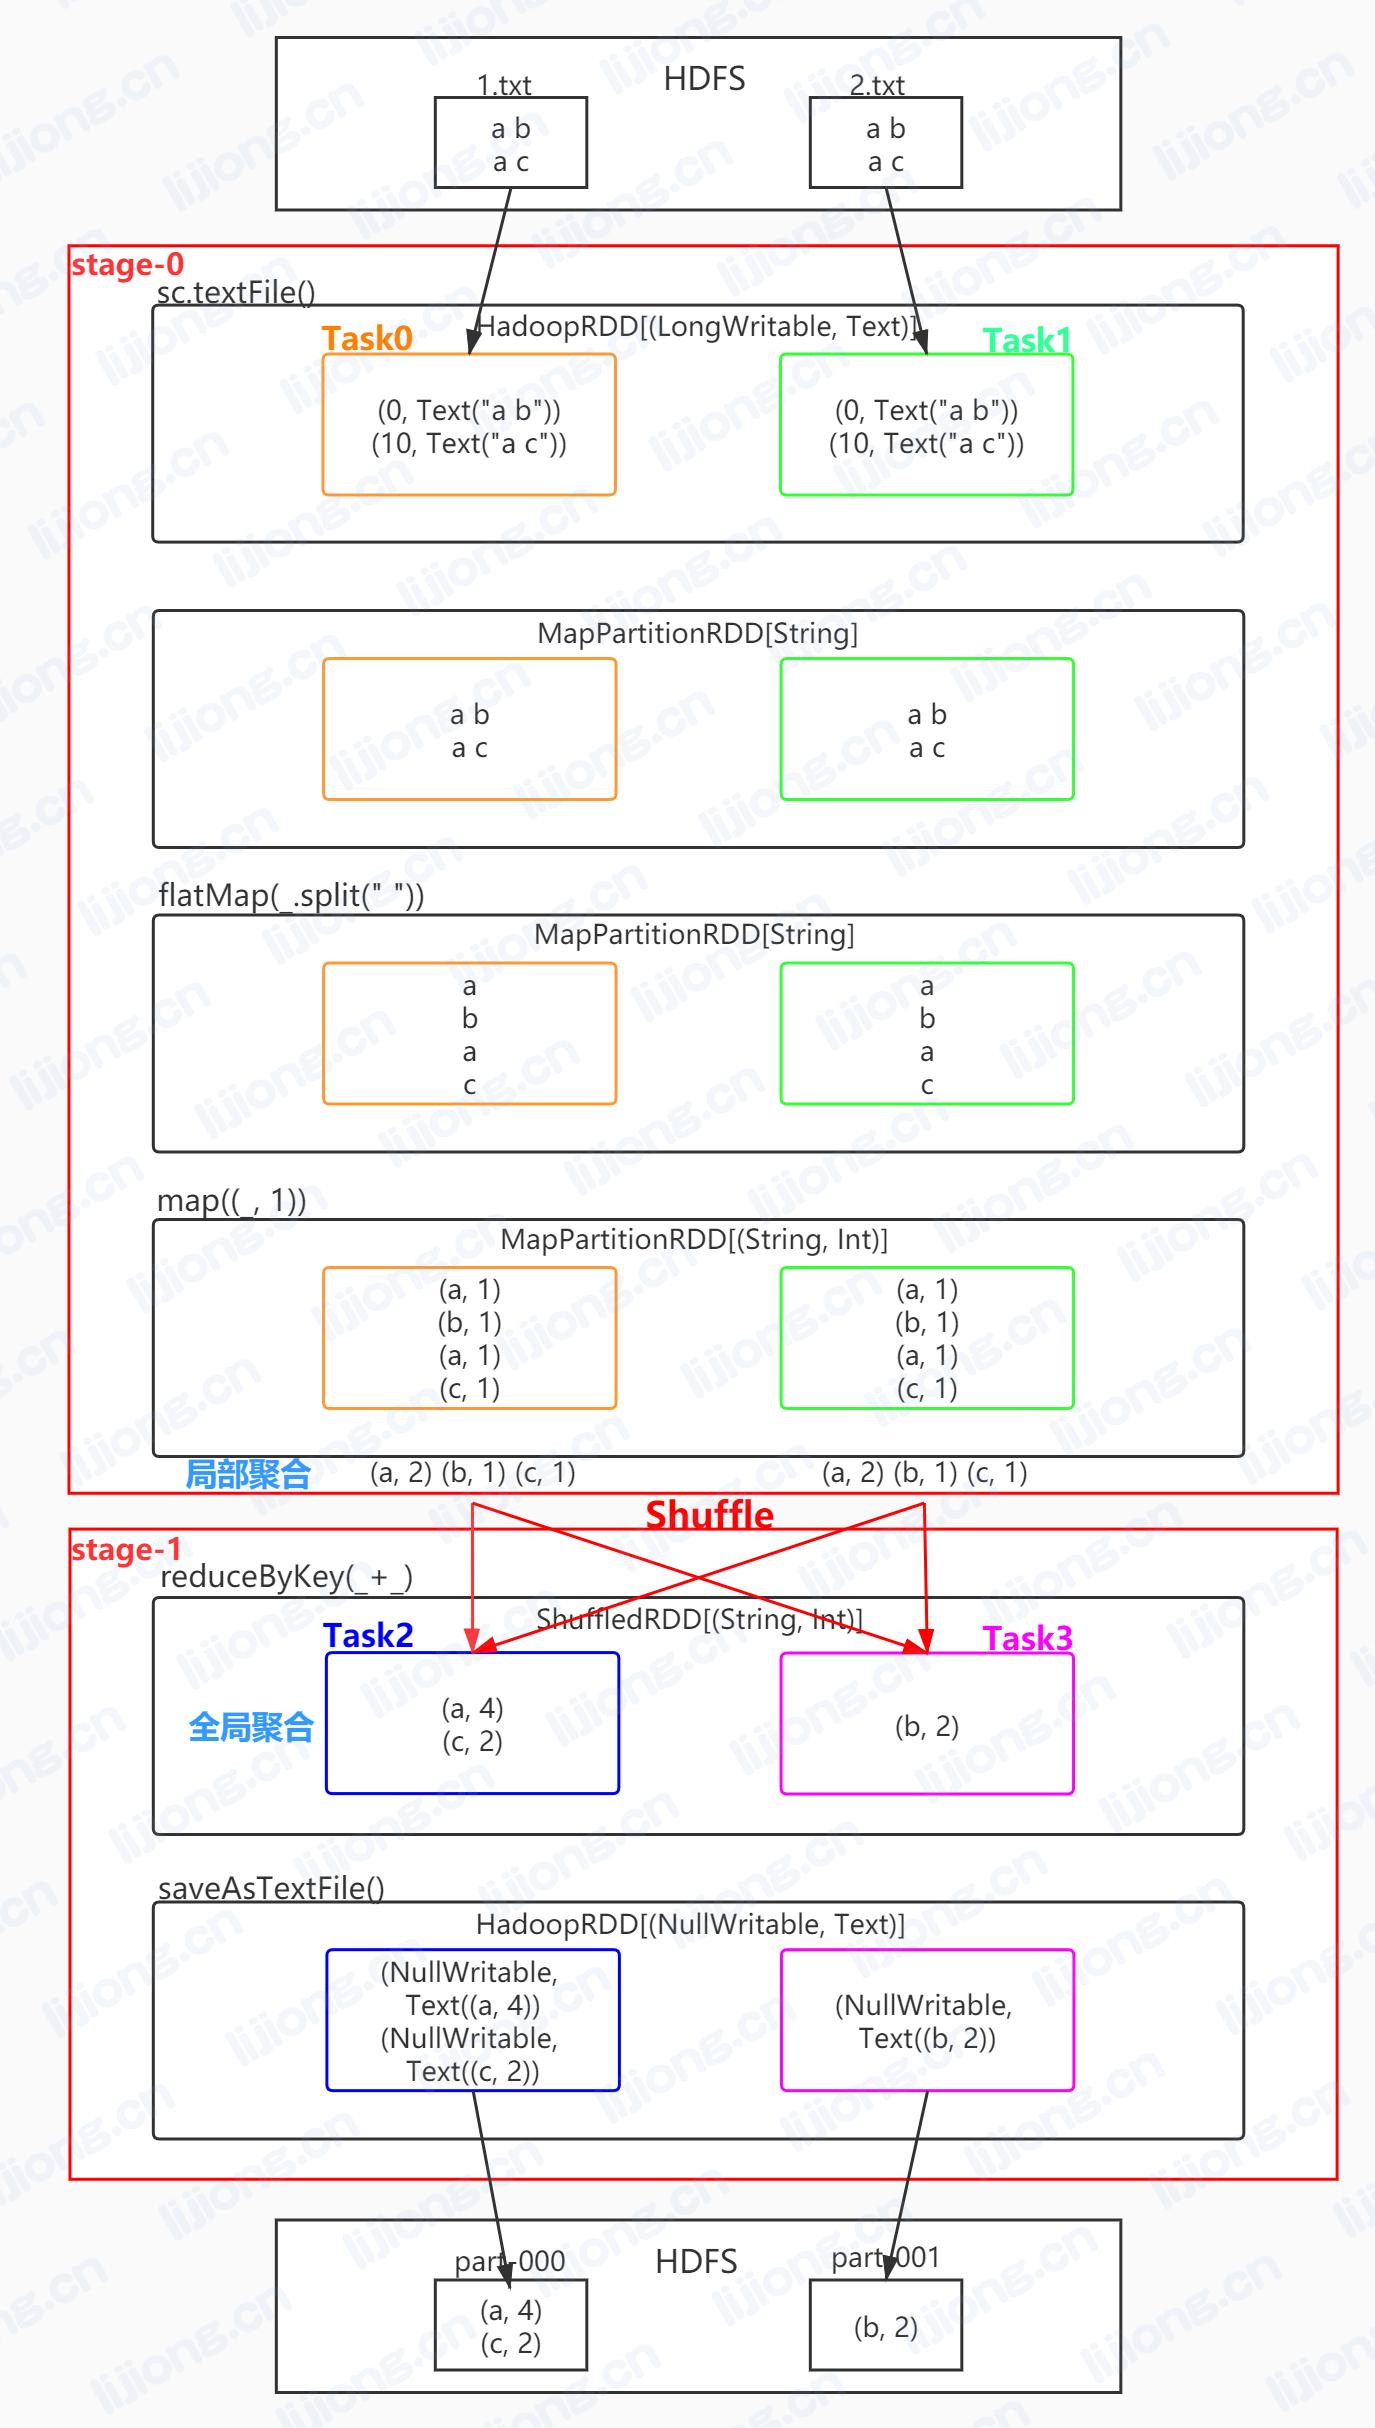 HDFS
1.txt
2.txt
a b
a c
a b
a c
stage-0
sc.textFile()
HadoopRDD[(LongWritable, Text)]
Task0
Task1
(0, Text("a b"))
(10, Text("a c"))
(0, Text("a b"))
(10, Text("a c"))
MapPartitionRDD[String]
a b
a c
a b
a c
flatMap(_.split(" "))
MapPartitionRDD[String]
a
b
a
c
a
b
a
c
map((_, 1))
MapPartitionRDD[(String, Int)]
(a, 1)
(b, 1)
(a, 1)
(c, 1)
(a, 1)
(b, 1)
(a, 1)
(c, 1)
局部聚合
(a, 2) (b, 1) (c, 1)
(a, 2) (b, 1) (c, 1)
Shuffle
stage-1
reduceByKey(_+_)
ShuffledRDD[(String, Int)]
Task2
Task3
全局聚合
(a, 4)
(c, 2)
(b, 2)
saveAsTextFile()
HadoopRDD[(NullWritable, Text)]
(NullWritable,
Text((a, 4))
(NullWritable,
Text((c, 2))
(NullWritable,
Text((b, 2))
HDFS
part-000
part-001
(a, 4)
(c, 2)
(b, 2)
lijiong.cn